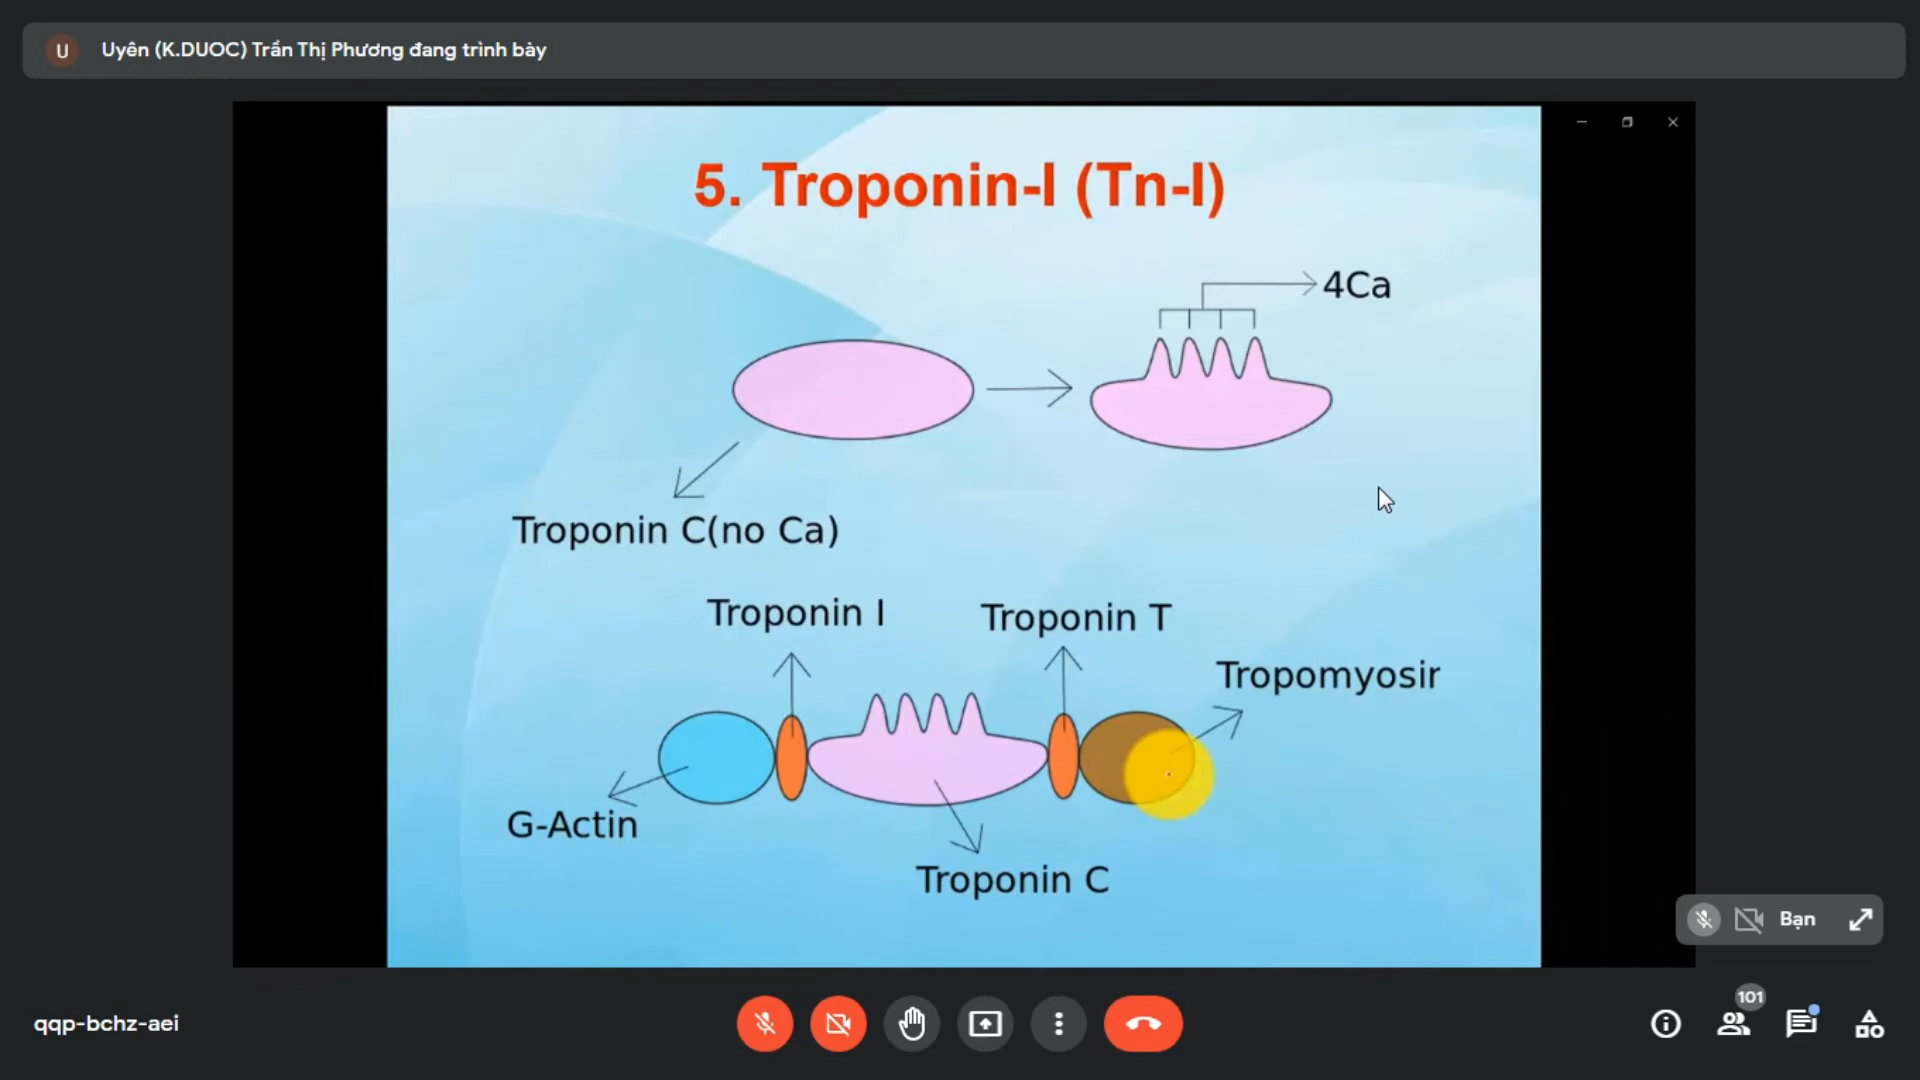 U
Uyên (K.DUOC) Trần Thị Phương đang trình bày
5. Troponin-I (Tn-I)
4Ca
Troponin C(no Ca)
Troponin I
Troponin T
Tropomyosir
G-Actin
Troponin C
Bạn
qqp-bchz-aei
101